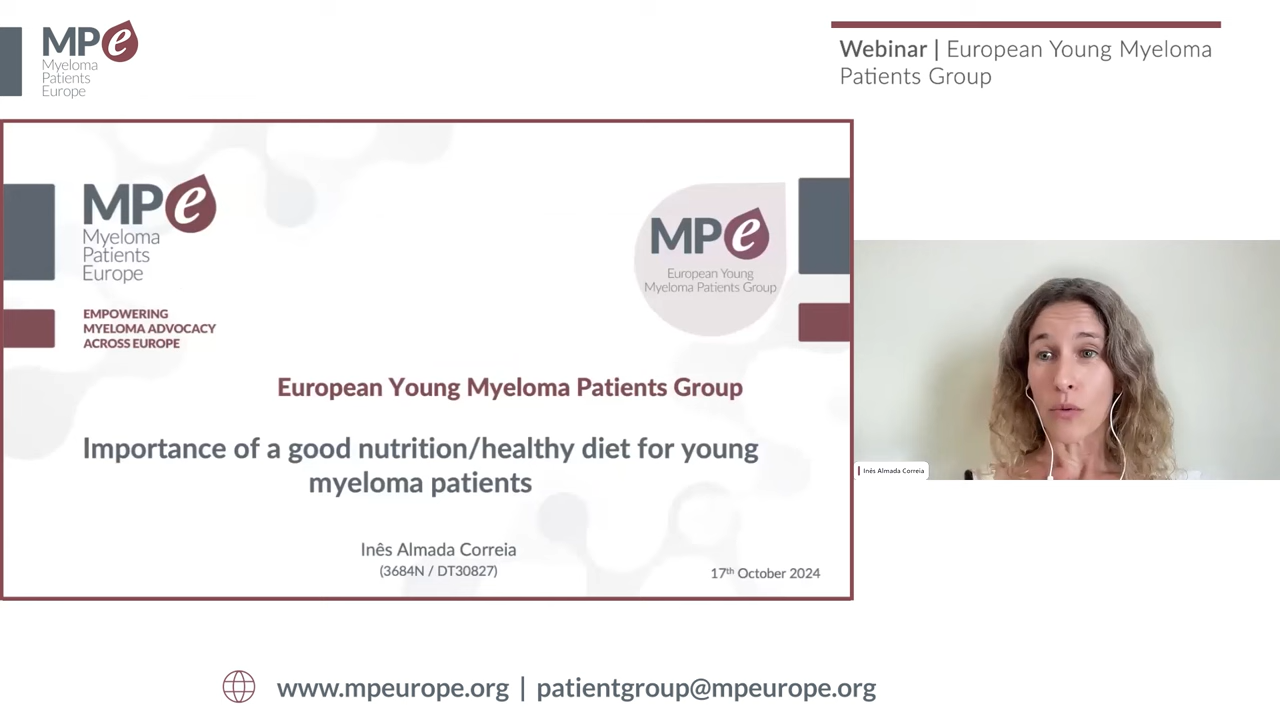 MPe
Myeloma
Patients
Europe
Webinar | European Young Myeloma
Patients Group
MPe
Myeloma
Patients
Europe
EMPOWERING
MYELOMA ADVOCACY
ACROSS EUROPE
MPe
European Young
Myeloma Patients Group
European Young Myeloma Patients Group
Importance of a good nutrition/healthy diet for young
myeloma patients
Inês Almada Correia
(3684N / DT30827)
17th October 2024
Inês Almada Correia
www.mpeurope.org | patientgroup@mpeurope.org